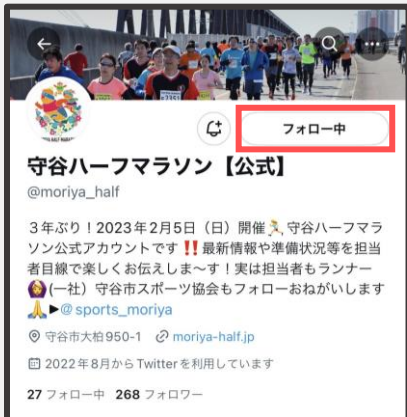 フォロー中
守谷ハーフマラソン【公式】
@moriya_half
3年ぶり！2023年2月5日（日）開催🏃守谷ハーフマラ
ソン公式アカウントです‼️最新情報や準備状況等を担当
者目線で楽しくお伝えしま〜す！実は担当者もランナー
🙆(一社）守谷市スポーツ協会もフォローおねがいします
🙏▶@sports_moriya
守谷市大柏950-1 moriya-half.jp
2022年8月からTwitterを利用しています
27 フォロー中 268 フォロワー